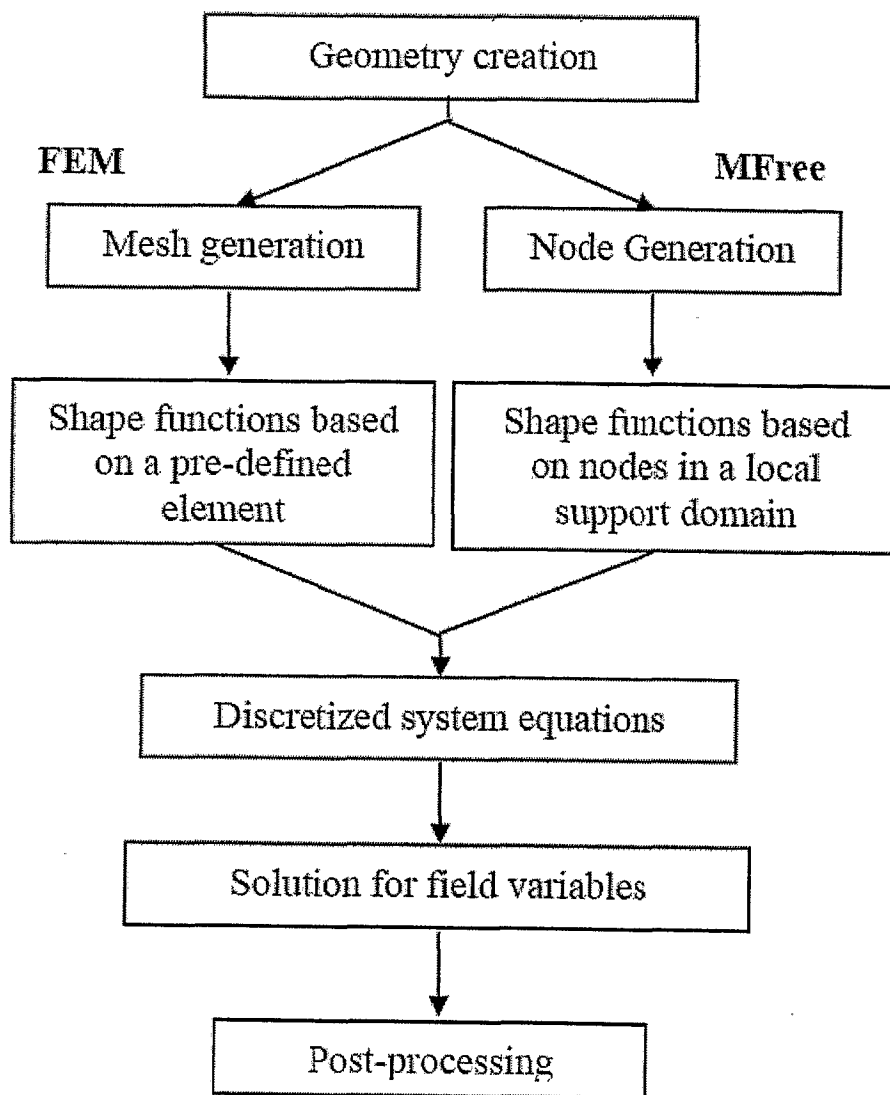 Geometry creation
FEM
MFree
Mesh generation
Node Generation
Shape functions based
on a pre-defined
element
Shape functions based
on nodes in a local
support domain
Discretized system equations
Solution for field variables
Post-processing